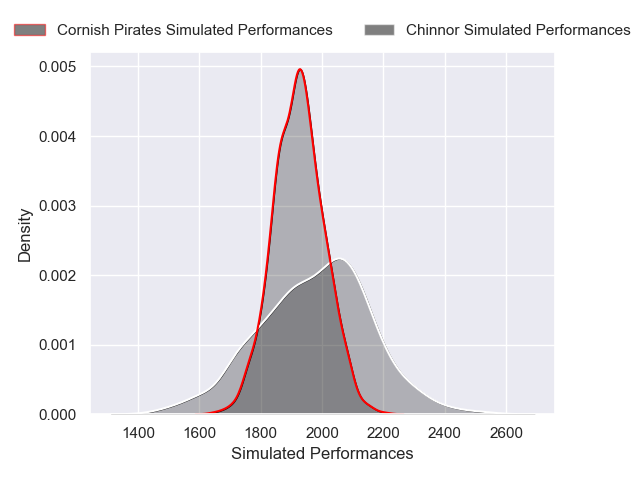 Cornish Pirates Simulated Performances
Chinnor Simulated Performances
0.005
0.004
0.003
0.002
0.001
0.000
Density
1400 1600 1800 2000 2200 2400 2600
Simulated Performances